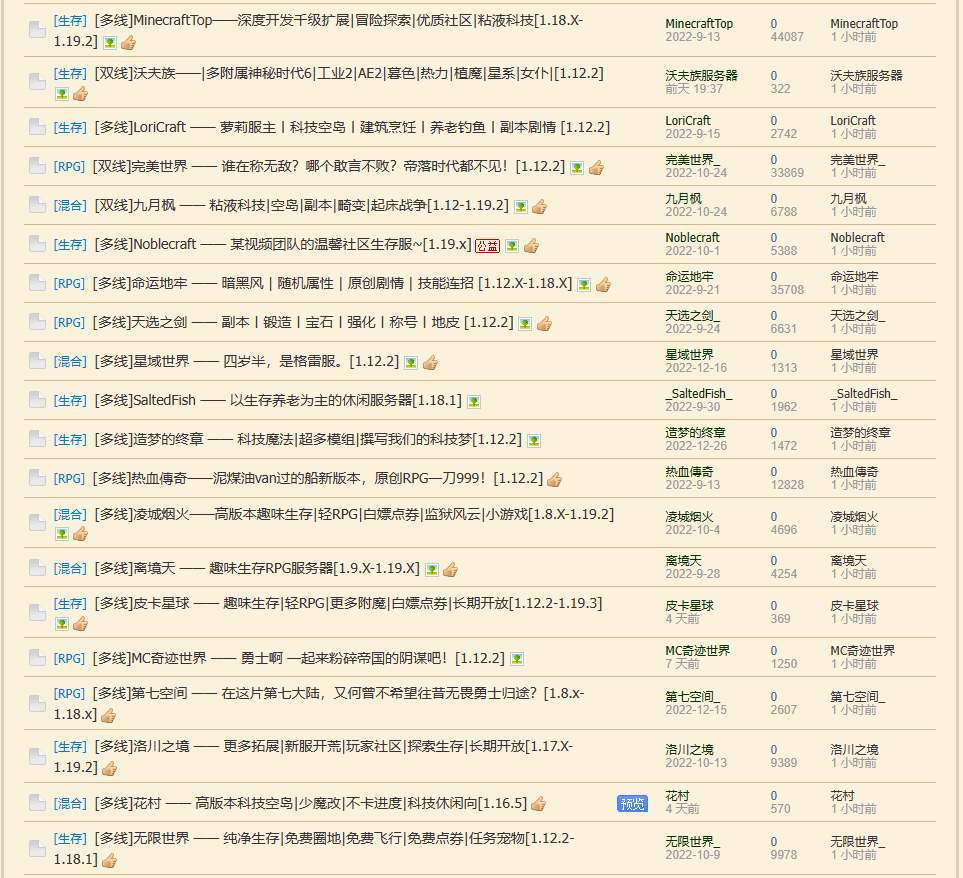 [生存] [多线]MinecraftTop——深度开发千级扩展|冒险探索|优质社区|粘液科技[1.18.X-
1.19.2]
MinecraftTop 0 MinecraftTop
2022-9-13 44087 1 小时前
[生存] [双线]沃夫族——|多附属神秘时代6|工业2|AE2|暮色|热力|植魔|星系|女仆|[1.12.2]
沃夫族服务器 0 沃夫族服务器
前天 19:37 322 1 小时前
[生存] [多线]LoriCraft —— 萝莉服主丨科技空岛丨建筑烹饪丨养老钓鱼丨副本剧情 [1.12.2]
LoriCraft 0 LoriCraft
2022-9-15 2742 1 小时前
[RPG] [双线]完美世界 —— 谁在称无敌？哪个敢言不败？帝落时代都不见！[1.12.2]
完美世界_ 0 完美世界_
2022-10-24 33869 1 小时前
[混合] [双线]九月枫 —— 粘液科技|空岛|副本|畸变|起床战争[1.12-1.19.2]
九月枫 0 九月枫
2022-10-24 6788 1 小时前
[生存] [多线]Noblecraft —— 某视频团队的温馨社区生存服~[1.19.x] 公益
Noblecraft 0 Noblecraft
2022-10-1 5388 1 小时前
[RPG] [多线]命运地牢 —— 暗黑风丨随机属性丨原创剧情丨技能连招 [1.12.X-1.18.X]
命运地牢 0 命运地牢
2022-9-21 35708 1 小时前
[RPG] [多线]天选之剑 —— 副本丨锻造丨宝石丨强化丨称号丨地皮 [1.12.2]
天选之剑_ 0 天选之剑_
2022-9-24 6631 1 小时前
[混合] [多线]星域世界 —— 四岁半，是格雷服。[1.12.2]
星域世界 0 星域世界
2022-12-16 1313 1 小时前
[生存] [多线]SaltedFish —— 以生存养老为主的休闲服务器[1.18.1]
_SaltedFish_ 0 _SaltedFish_
2022-9-30 1962 1 小时前
[生存] [多线]造梦的终章 —— 科技魔法|超多模组|撰写我们的科技梦[1.12.2]
造梦的终章 0 造梦的终章
2022-12-26 1472 1 小时前
[RPG] [多线]热血傳奇——泥煤油van过的船新版本，原创RPG一刀999！[1.12.2]
热血傳奇 0 热血傳奇
2022-9-13 12828 1 小时前
[混合] [多线]凌城烟火——高版本趣味生存|轻RPG|白嫖点券|监狱风云|小游戏[1.8.X-1.19.2]
凌城烟火 0 凌城烟火
2022-10-4 4696 1 小时前
[混合] [多线]离境天 —— 趣味生存RPG服务器[1.9.X-1.19.X]
离境天 0 离境天
2022-9-28 4254 1 小时前
[生存] [多线]皮卡星球 —— 趣味生存|轻RPG|更多附魔|白嫖点券|长期开放[1.12.2-1.19.3]
皮卡星球 0 皮卡星球
4 天前 369 1 小时前
[RPG] [多线]MC奇迹世界 —— 勇士啊 一起来粉碎帝国的阴谋吧！[1.12.2]
MC奇迹世界 0 MC奇迹世界
7 天前 1250 1 小时前
[RPG] [多线]第七空间 —— 在这片第七大陆，又何曾不希望往昔无畏勇士归途？[1.8.x-
1.18.x]
第七空间_ 0 第七空间_
2022-12-15 2607 1 小时前
[生存] [多线]洛川之境 —— 更多拓展|新服开荒|玩家社区|探索生存|长期开放[1.17.X-
1.19.2]
洛川之境 0 洛川之境
2022-10-13 9389 1 小时前
[混合] [多线]花村 —— 高版本科技空岛|少魔改|不卡进度|科技休闲向[1.16.5] 预览
花村 0 花村
4 天前 570 1 小时前
[生存] [多线]无限世界 —— 纯净生存|免费圈地|免费飞行|免费点券|任务宠物[1.12.2-
1.18.1]
无限世界_ 0 无限世界_
2022-10-9 9978 1 小时前